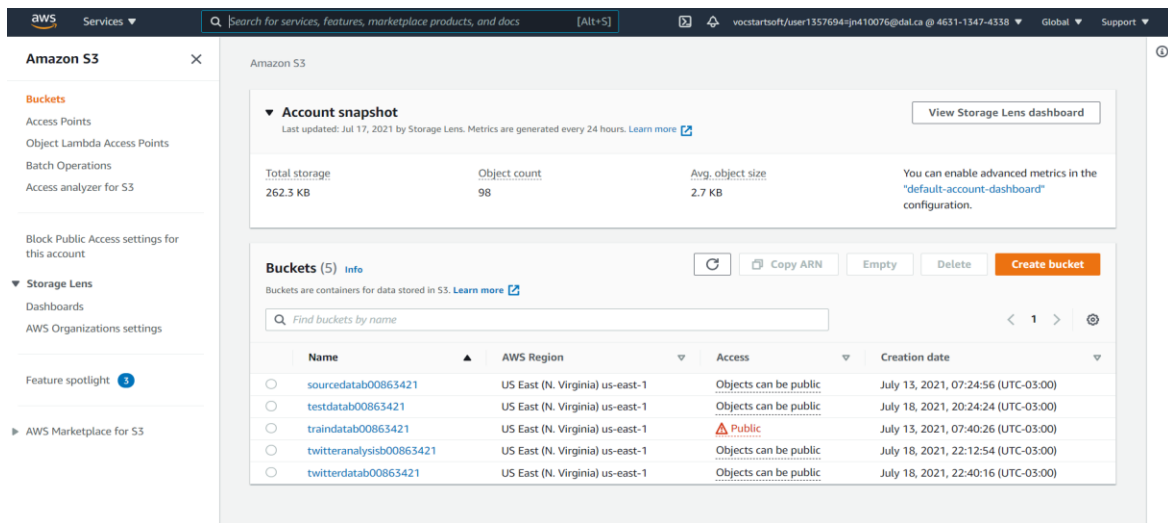 aws
Services ▼
Search for services, features, marketplace products, and docs [Alt+S]
vocstartsoft/user1357694=jn410076@dal.ca @ 4631-1347-4338 ▼
Global ▼
Support ▼
Amazon S3
Buckets
Access Points
Object Lambda Access Points
Batch Operations
Access analyzer for S3
Block Public Access settings for
this account
Storage Lens
Dashboards
AWS Organizations settings
Feature spotlight 3
AWS Marketplace for S3
Amazon S3
Account snapshot
Last updated: Jul 17, 2021 by Storage Lens. Metrics are generated every 24 hours. Learn more
View Storage Lens dashboard
Total storage
262.3 KB
Object count
98
Avg. object size
2.7 KB
You can enable advanced metrics in the
"default-account-dashboard"
configuration.
Buckets (5) Info
Buckets are containers for data stored in S3. Learn more
Copy ARN
Empty
Delete
Create bucket
Find buckets by name
1
Name AWS Region Access Creation date
sourcedatab00863421 US East (N. Virginia) us-east-1 Objects can be public July 13, 2021, 07:24:56 (UTC-03:00)
testdatab00863421 US East (N. Virginia) us-east-1 Objects can be public July 18, 2021, 20:24:24 (UTC-03:00)
traindatab00863421 US East (N. Virginia) us-east-1 Public July 13, 2021, 07:40:26 (UTC-03:00)
twitteranalysisb00863421 US East (N. Virginia) us-east-1 Objects can be public July 18, 2021, 22:12:54 (UTC-03:00)
twitterdatab00863421 US East (N. Virginia) us-east-1 Objects can be public July 18, 2021, 22:40:16 (UTC-03:00)